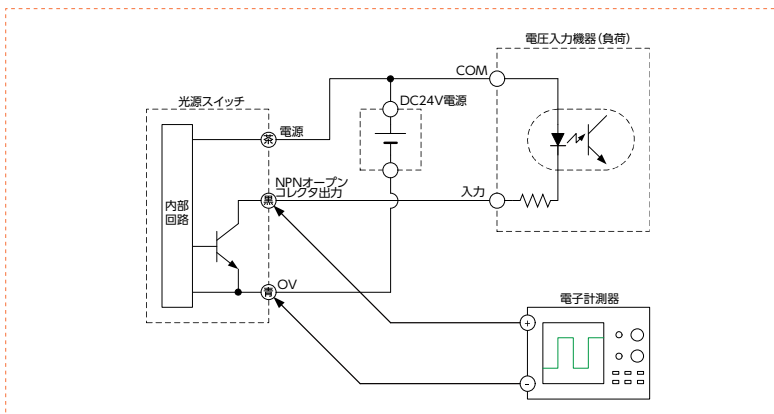 電圧入力機器（負荷）
COM
光源スイッチ
DC24V電源
茶
電源
NPNオープン
コレクタ出力
黒
入力
内部
回路
青
OV
電子計測器
+
-